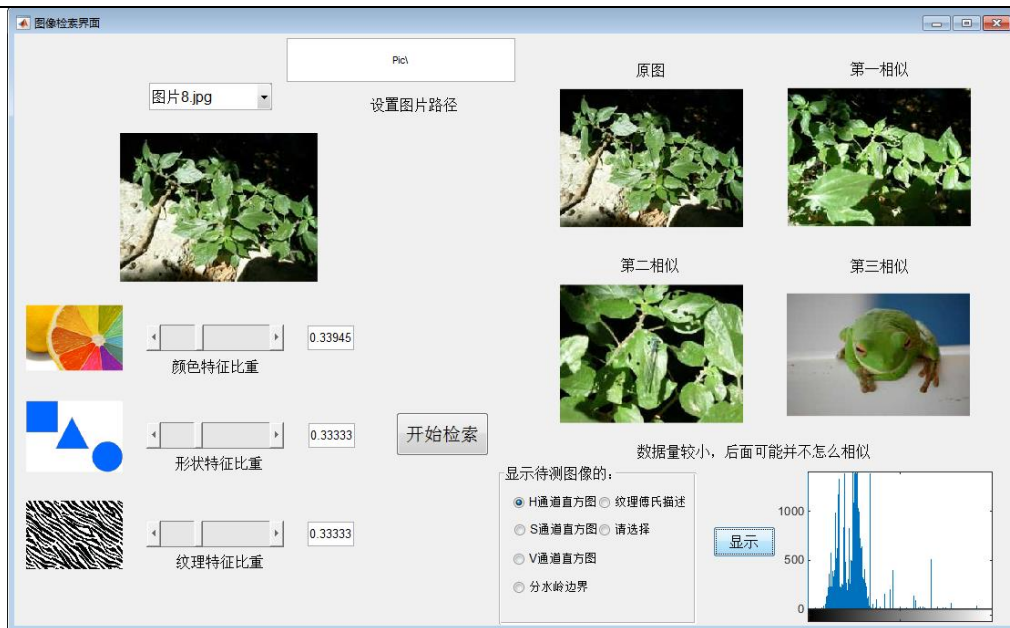 图像检索界面
Pic\
设置图片路径
图片8.jpg
颜色特征比重
0.33945
形状特征比重
0.33333
纹理特征比重
0.33333
开始检索
原图
第一相似
第二相似
第三相似
数据量较小，后面可能并不怎么相似
显示待测图像的：
H通道直方图 纹理傅氏描述
S通道直方图 请选择
V通道直方图
分水岭边界
显示
1000
500
0